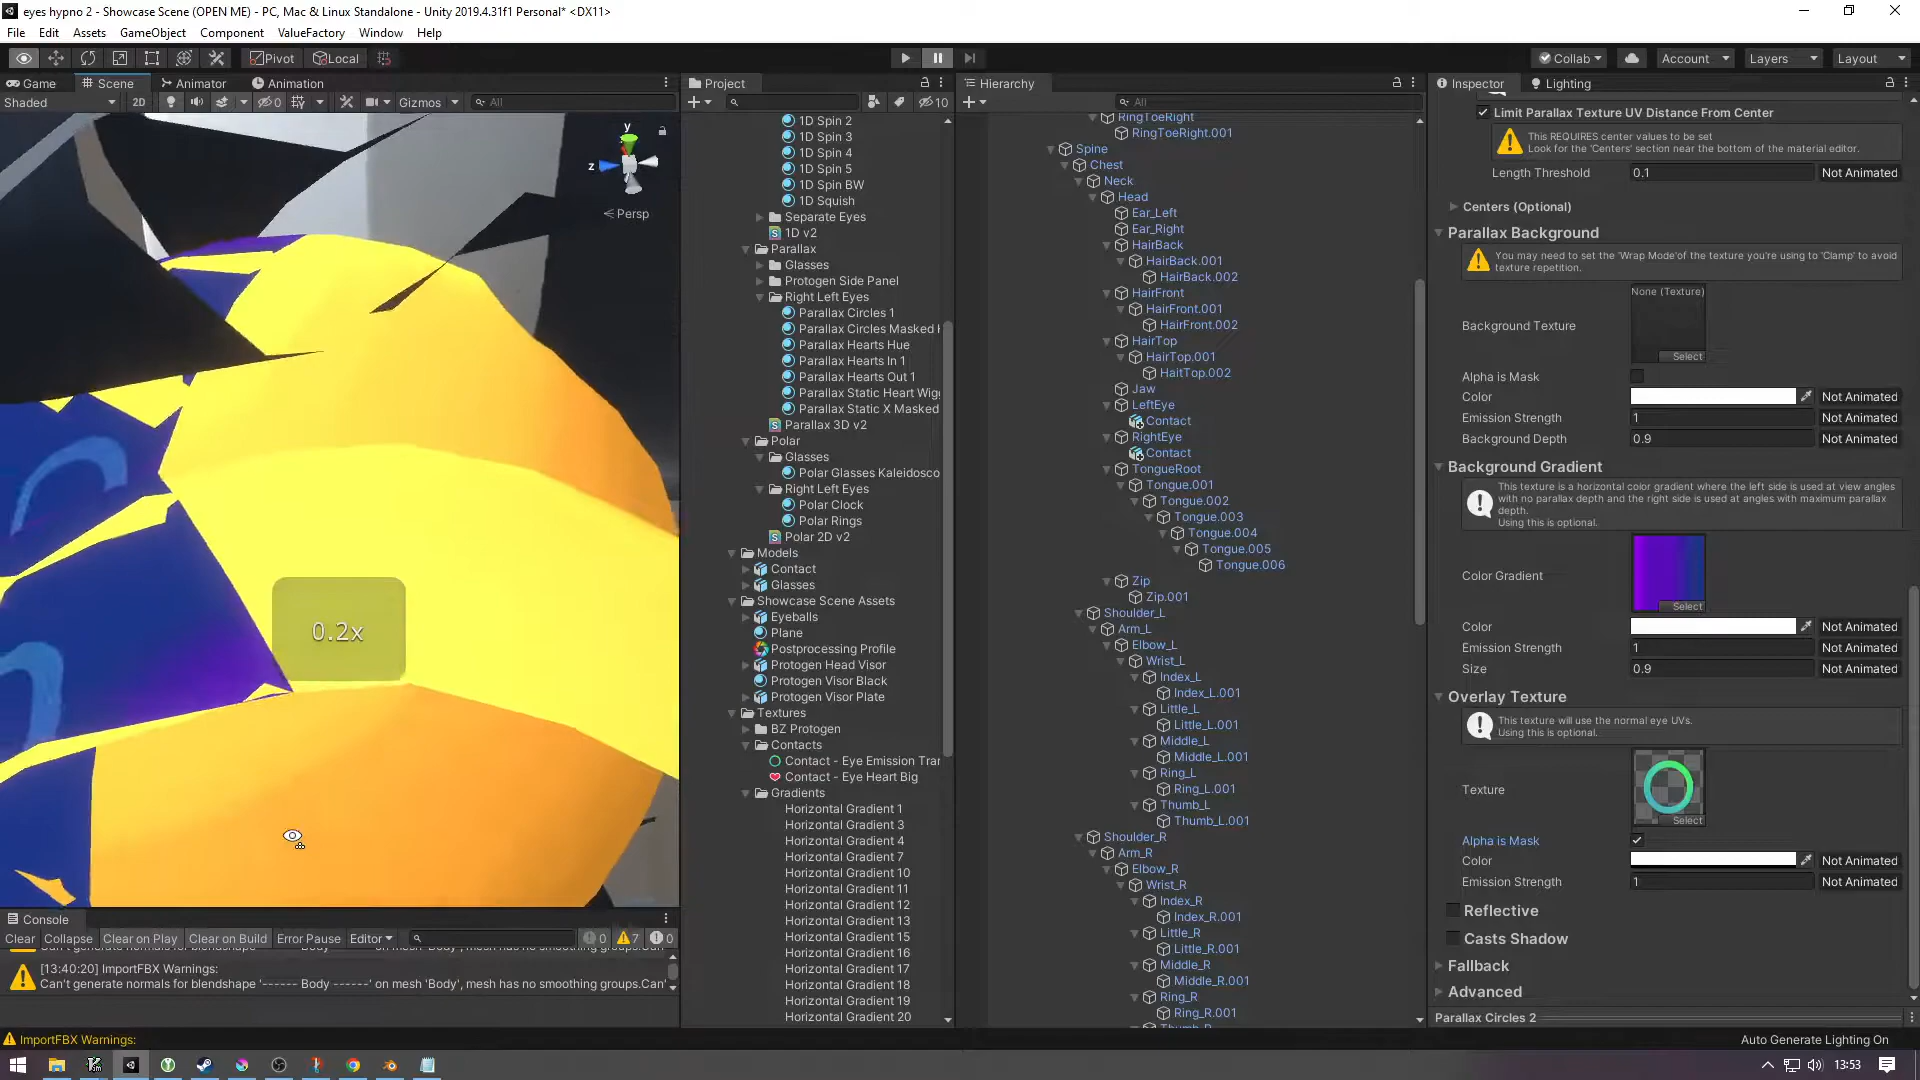 eyes hypno 2 - Showcase Scene (OPEN ME) - PC, Mac & Linux Standalone - Unity 2019.4.31f1 Personal* <DX11>
File Edit Assets GameObject Component ValueFactory Window Help
Pivot Local
Collab Account Layers Layout
Game Scene Animator Animation
Shaded 2D 0 Gizmos All
y
z
Persp
0.2x
Console
Clear Collapse Clear on Play Clear on Build Error Pause Editor 0 7 0
[13:40:20] ImportFBX Warnings:
Can't generate normals for blendshape '------ Body ------' on mesh 'Body', mesh has no smoothing groups.Can'
ImportFBX Warnings:
Project
10
1D Spin 2
1D Spin 3
1D Spin 4
1D Spin 5
1D Spin BW
1D Squish
Separate Eyes
1D v2
Parallax
Glasses
Protogen Side Panel
Right Left Eyes
Parallax Circles 1
Parallax Circles Masked
Parallax Hearts Hue
Parallax Hearts In 1
Parallax Hearts Out 1
Parallax Static Heart Wigg
Parallax Static X Masked
Parallax 3D v2
Polar
Glasses
Polar Glasses Kaleidosco
Right Left Eyes
Polar Clock
Polar Rings
Polar 2D v2
Models
Contact
Glasses
Showcase Scene Assets
Eyeballs
Plane
Postprocessing Profile
Protogen Head Visor
Protogen Visor Black
Protogen Visor Plate
Textures
BZ Protogen
Contacts
Contact - Eye Emission Tran
Contact - Eye Heart Big
Gradients
Horizontal Gradient 1
Horizontal Gradient 3
Horizontal Gradient 4
Horizontal Gradient 7
Horizontal Gradient 10
Horizontal Gradient 11
Horizontal Gradient 12
Horizontal Gradient 13
Horizontal Gradient 15
Horizontal Gradient 16
Horizontal Gradient 17
Horizontal Gradient 18
Horizontal Gradient 19
Horizontal Gradient 20
Hierarchy
All
RingToeRight
RingToeRight.001
Spine
Chest
Neck
Head
Ear_Left
Ear_Right
HairBack
HairBack.001
HairBack.002
HairFront
HairFront.001
HairFront.002
HairTop
HairTop.001
HaitTop.002
Jaw
LeftEye
Contact
RightEye
Contact
TongueRoot
Tongue.001
Tongue.002
Tongue.003
Tongue.004
Tongue.005
Tongue.006
Zip
Zip.001
Shoulder_L
Arm_L
Elbow_L
Wrist_L
Index_L
Index_L.001
Little_L
Little_L.001
Middle_L
Middle_L.001
Ring_L
Ring_L.001
Thumb_L
Thumb_L.001
Shoulder_R
Arm_R
Elbow_R
Wrist_R
Index_R
Index_R.001
Little_R
Little_R.001
Middle_R
Middle_R.001
Ring_R
Ring_R.001
Inspector Lighting
Limit Parallax Texture UV Distance From Center
This REQUIRES center values to be set
Look for the 'Centers' section near the bottom of the material editor.
Length Threshold 0.1 Not Animated
Centers (Optional)
Parallax Background
You may need to set the 'Wrap Mode'of the texture you're using to 'Clamp' to avoid
texture repetition.
None (Texture)
Background Texture
Select
Alpha is Mask
Color Not Animated
Emission Strength 1 Not Animated
Background Depth 0.9 Not Animated
Background Gradient
This texture is a horizontal color gradient where the left side is used at view angles
with no parallax depth and the right side is used at angles with maximum parallax
depth.
Using this is optional.
Color Gradient
Select
Color Not Animated
Emission Strength 1 Not Animated
Size 0.9 Not Animated
Overlay Texture
This texture will use the normal eye UVs.
Using this is optional.
Texture
Select
Alpha is Mask
Color Not Animated
Emission Strength 1 Not Animated
Reflective
Casts Shadow
Fallback
Advanced
Parallax Circles 2
Auto Generate Lighting On
13:53